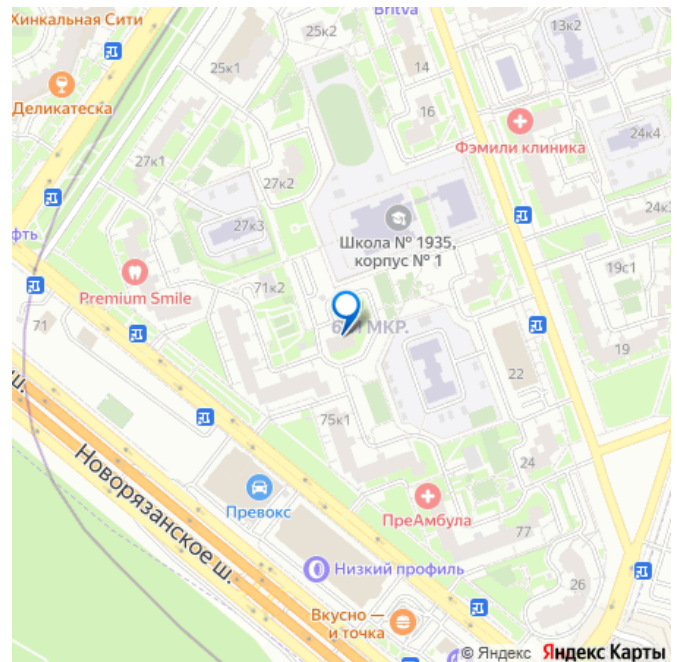 Хинкальная Сити
Britva
25к2
13к2
25к1
14
Деликатеска
16
Фэмили клиника
24к4
27к1
27к2
24к3
27к3
фть
Школа № 1935,
корпус № 1
71к2
19с1
Premium Smile
71
МКР.
19
22
ш.
75к1
24
Новорязанское ш.
Превокс
ПреАмбула
77
Низкий профиль
26
Вкусно —
и точка
© Яндекс Яндекс Карты